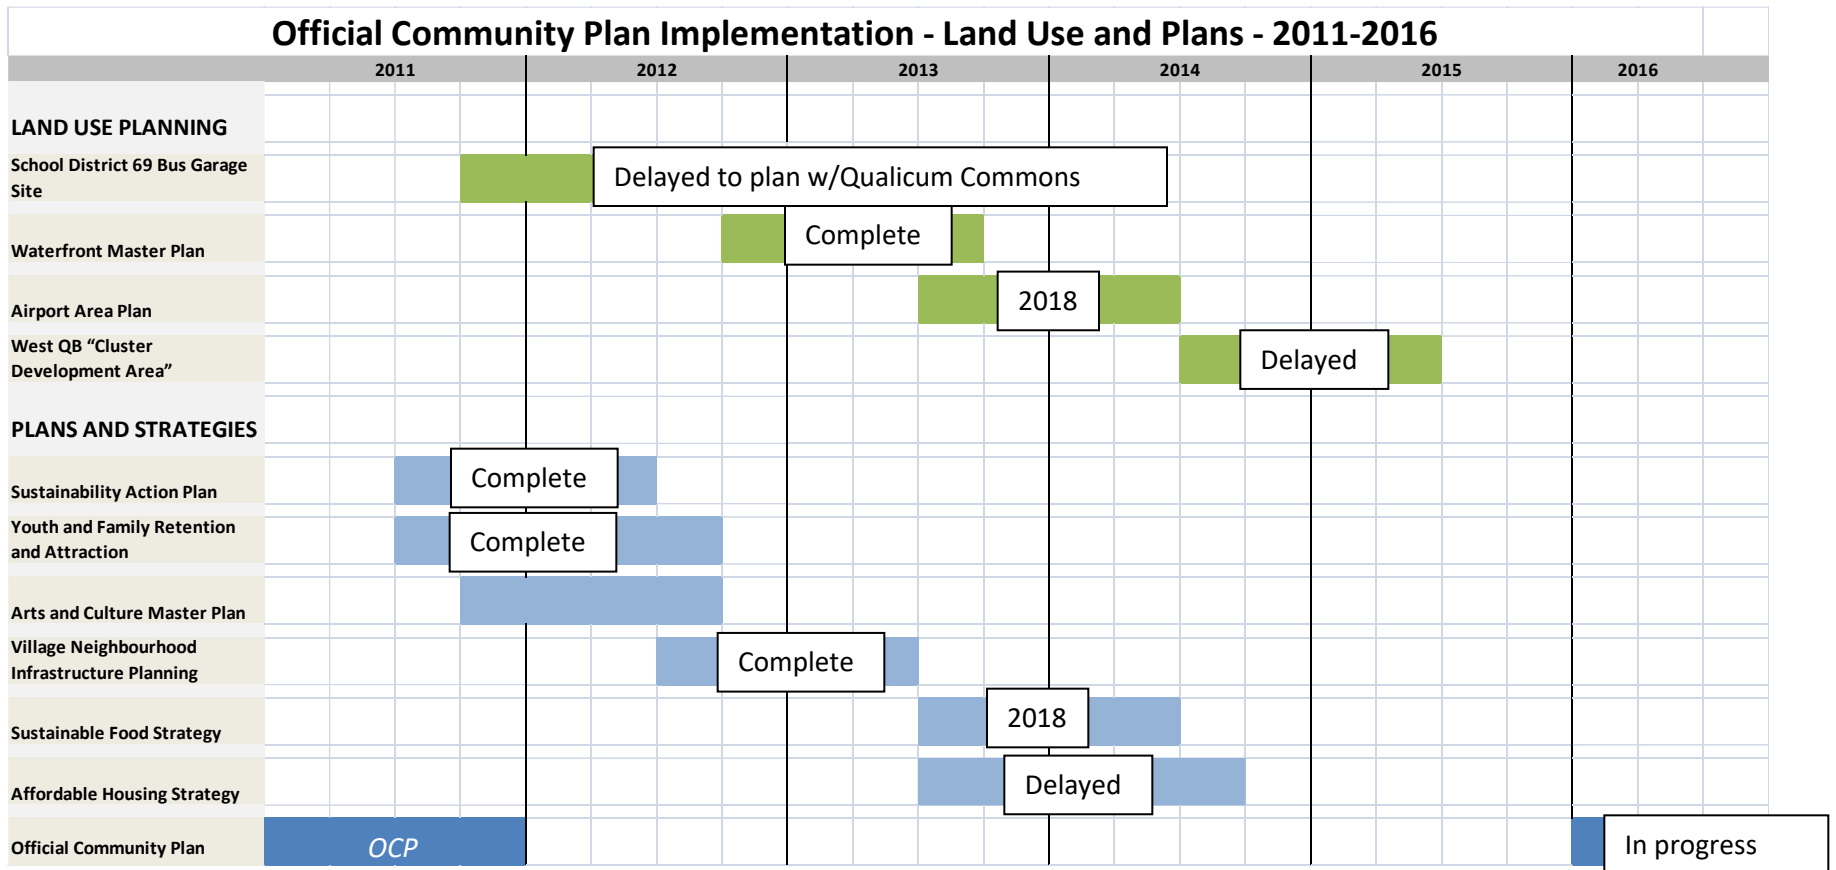 Official Community Plan Implementation - Land Use and Plans - 2011-2016
2011 2012 2013 2014 2015 2016
LAND USE PLANNING
School District 69 Bus Garage
Site
Delayed to plan w/Qualicum Commons
Waterfront Master Plan
Complete
Airport Area Plan
2018
West QB “Cluster
Development Area”
Delayed
PLANS AND STRATEGIES
Sustainability Action Plan
Complete
Youth and Family Retention
and Attraction
Complete
Arts and Culture Master Plan
Village Neighbourhood
Infrastructure Planning
Complete
Sustainable Food Strategy
2018
Affordable Housing Strategy
Delayed
Official Community Plan
OCP
In progress